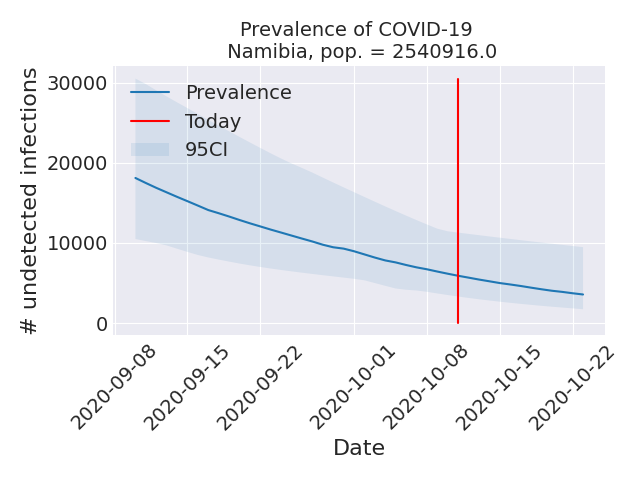 Prevalence of COVID-19
Namibia, pop. = 2540916.0
# undetected infections
30000
20000
10000
0
Prevalence
Today
95CI
2020-09-08
2020-09-15
2020-09-22
2020-10-01
2020-10-08
2020-10-15
2020-10-22
Date